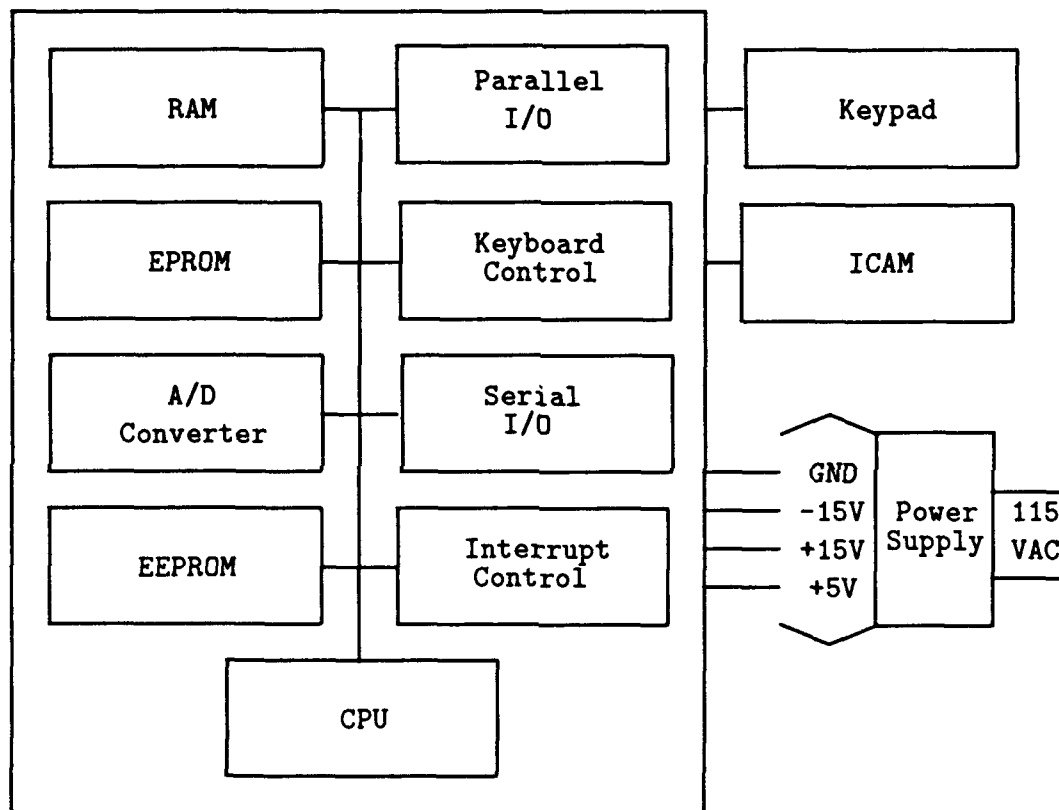 RAM
Parallel
I/O
Keypad
EPROM
Keyboard
Control
ICAM
A/D
Converter
Serial
I/O
GND
-15V
+15V
+5V
Power
Supply
115
VAC
EEPROM
Interrupt
Control
CPU